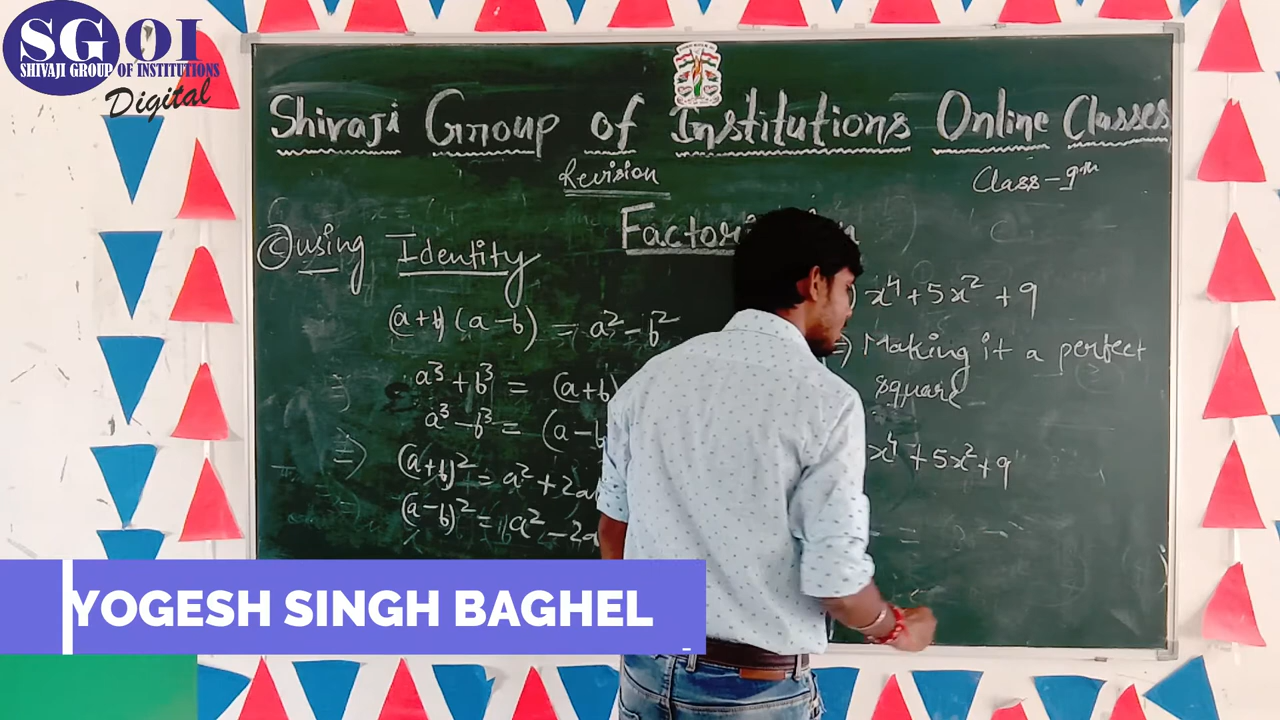 SGOI
SHIVAJI GROUP OF INSTITUTIONS
Digital
Shivaji Group of Institutions Online Classes
Revision
Class-9th
Factori
(c) using Identity
(a+b)(a-b) = a²-b²
⇒ a³+b³ = (a+b)
a³-b³ = (a-b
⇒ (a+b)² = a²+2a
(a-b)² = a²-2a
) x⁴+5x²+9
⇒ Making it a perfect
square
x⁴+5x²+9
YOGESH SINGH BAGHEL